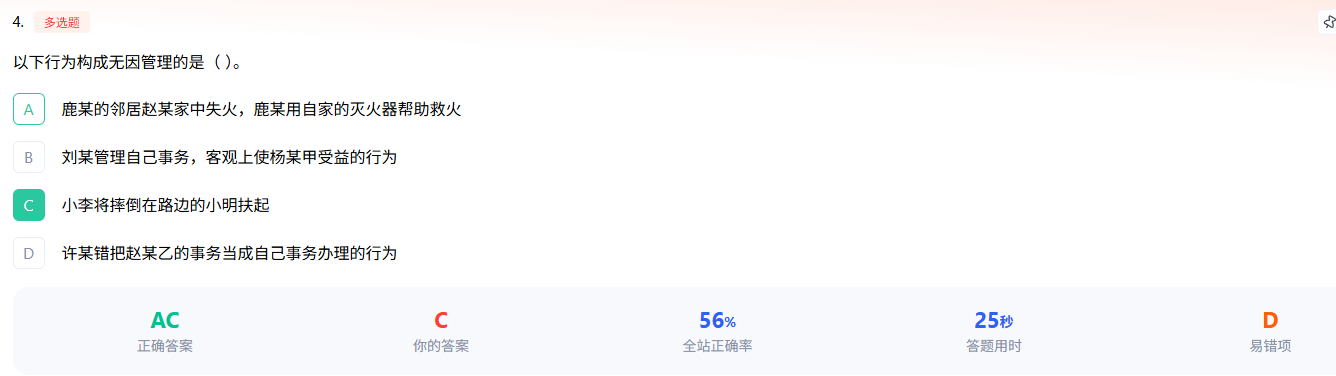 4. 多选题
以下行为构成无因管理的是（ ）。
A 鹿某的邻居赵某家中失火，鹿某用自家的灭火器帮助救火
B 刘某管理自己事务，客观上使杨某甲受益的行为
C 小李将摔倒在路边的小明扶起
D 许某错把赵某乙的事务当成自己事务办理的行为
AC C 56% 25秒 D
正确答案 你的答案 全站正确率 答题用时 易错项